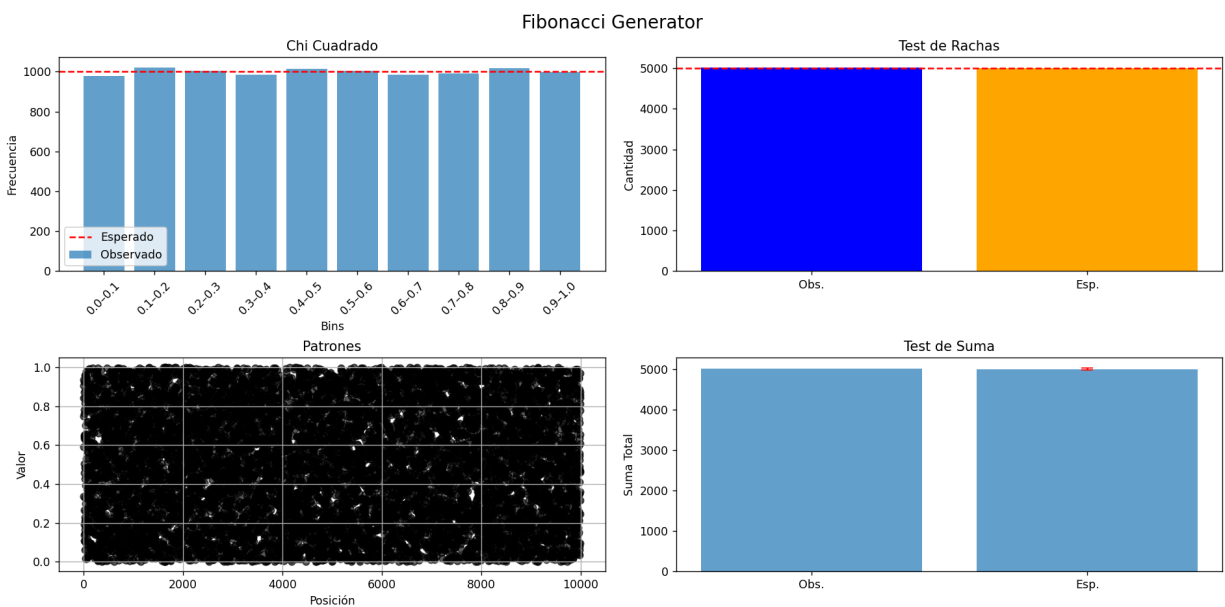 Fibonacci Generator
Chi Cuadrado
Frecuencia
1000
800
600
400
200
0
Esperado
Observado
0.0–0.1
0.1–0.2
0.2–0.3
0.3–0.4
0.4–0.5
0.5–0.6
0.6–0.7
0.7–0.8
0.8–0.9
0.9–1.0
Bins
Test de Rachas
Cantidad
5000
4000
3000
2000
1000
0
Obs.
Esp.
Patrones
Valor
1.0
0.8
0.6
0.4
0.2
0.0
0
2000
4000
6000
8000
10000
Posición
Test de Suma
Suma Total
5000
4000
3000
2000
1000
0
Obs.
Esp.